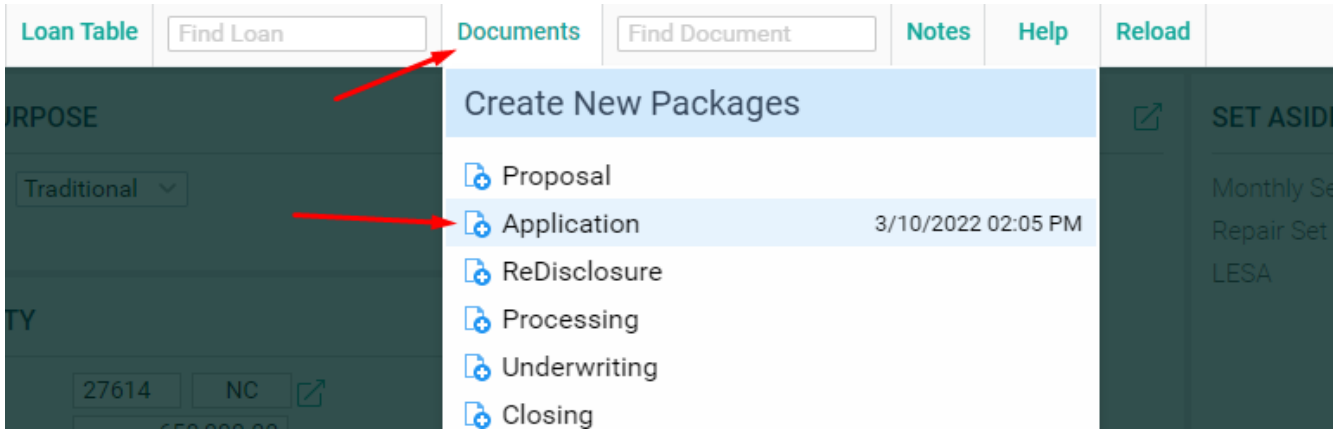 Loan Table Find Loan Documents Find Document Notes Help Reload
Create New Packages
URPOSE
SET ASID
Proposal
Traditional
Monthly Se
Application 3/10/2022 02:05 PM
Repair Set
ReDisclosure
LESA
Processing
TY
Underwriting
27614 NC
Closing